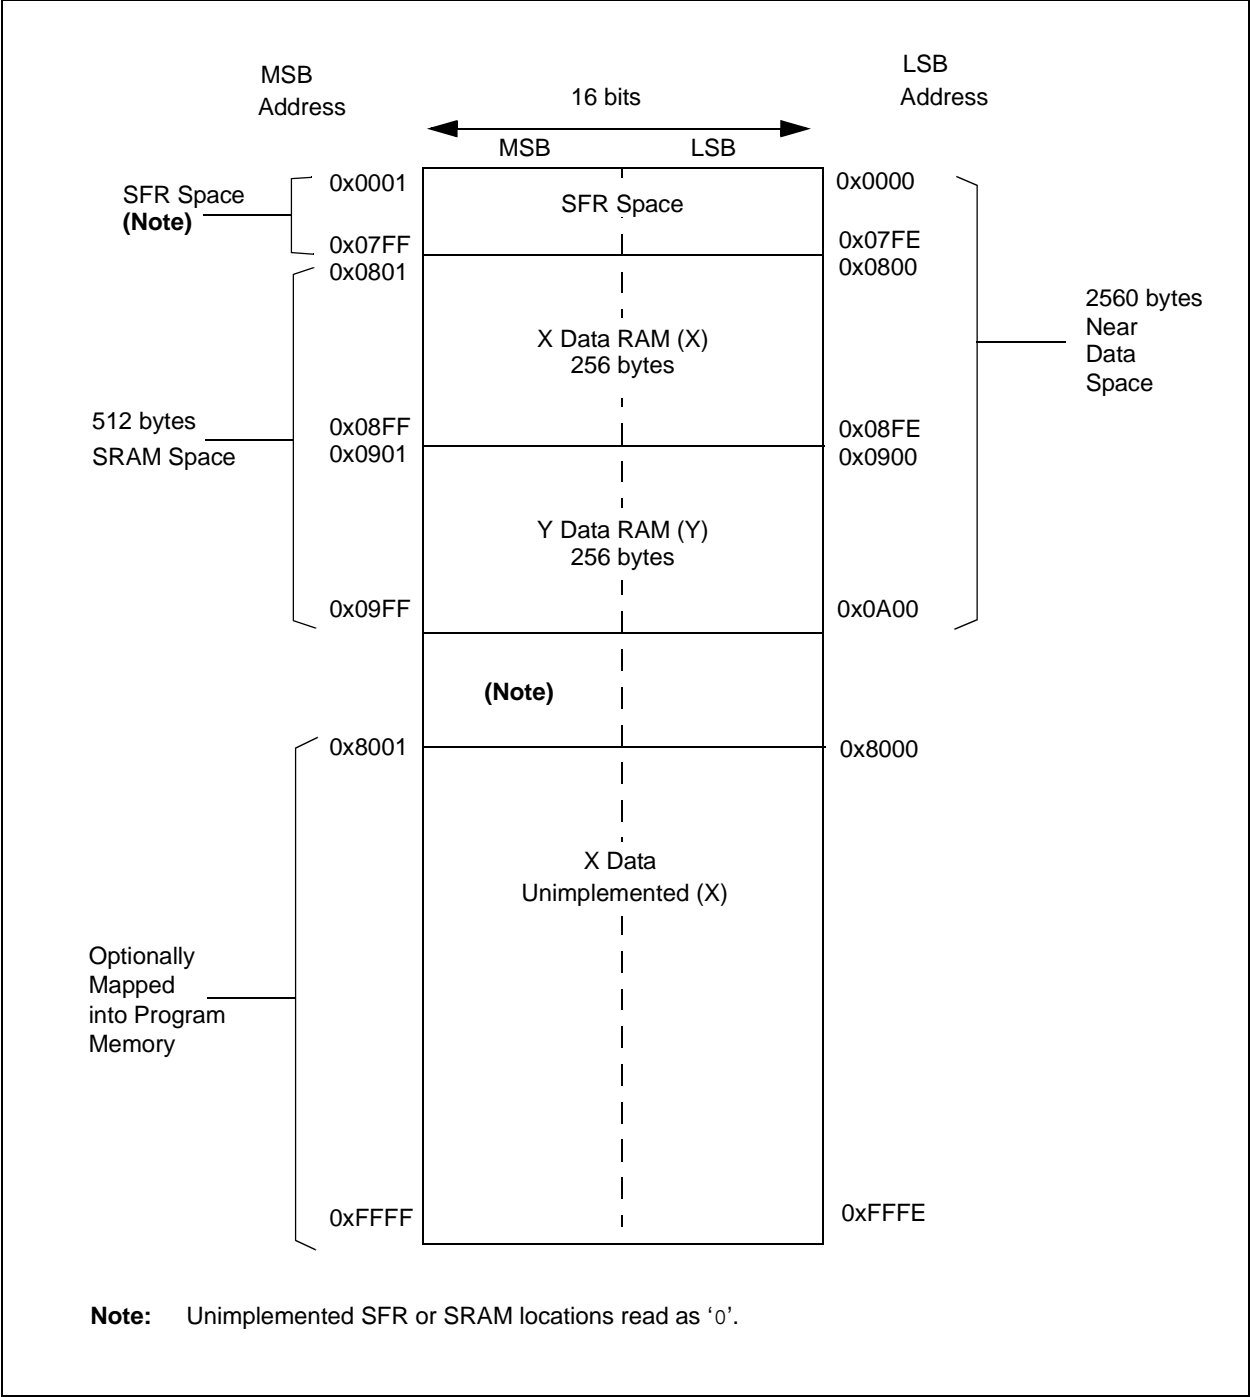 MSB
Address
16 bits
LSB
Address
MSB
LSB
SFR Space
(Note)
0x0001
SFR Space
0x0000
0x07FF
0x07FE
0x0801
0x0800
2560 bytes
Near
Data
Space
X Data RAM (X)
256 bytes
512 bytes
SRAM Space
0x08FF
0x08FE
0x0901
0x0900
Y Data RAM (Y)
256 bytes
0x09FF
0x0A00
(Note)
0x8001
0x8000
X Data
Unimplemented (X)
Optionally
Mapped
into Program
Memory
0xFFFF
0xFFFE
Note: Unimplemented SFR or SRAM locations read as ‘0’.